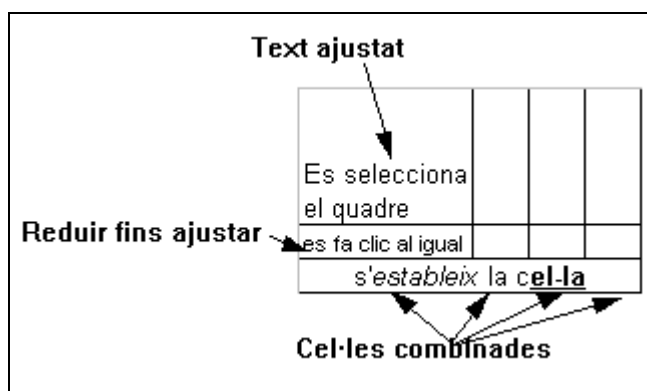 Text ajustat
Es selecciona
el quadre
Reduir fins ajustar
es fa clic al igual
s'estableix la cel-la
Cel·les combinades